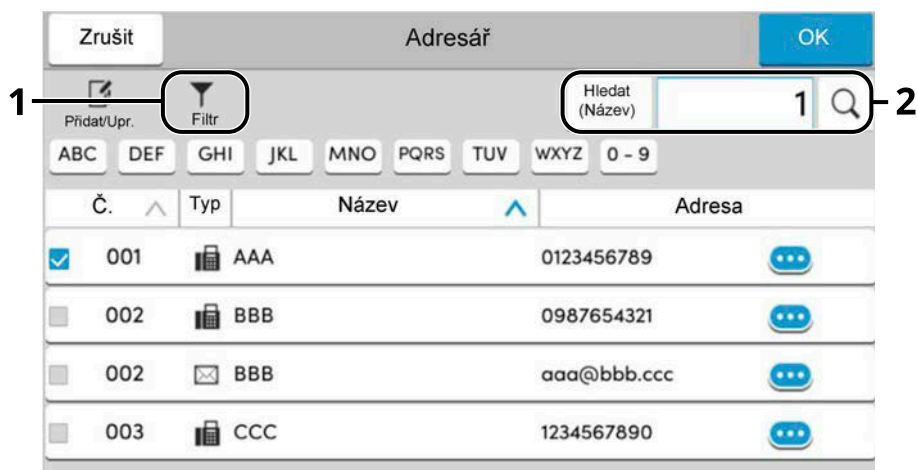 Zrušit Adresář OK
1 Přidat/Upr. Filtr Hledat (Název) 1 2
ABC DEF GHI JKL MNO PQRS TUV WXYZ 0 - 9
Č. Typ Název Adresa
001 AAA 0123456789
002 BBB 0987654321
002 BBB aaa@bbb.ccc
003 CCC 1234567890